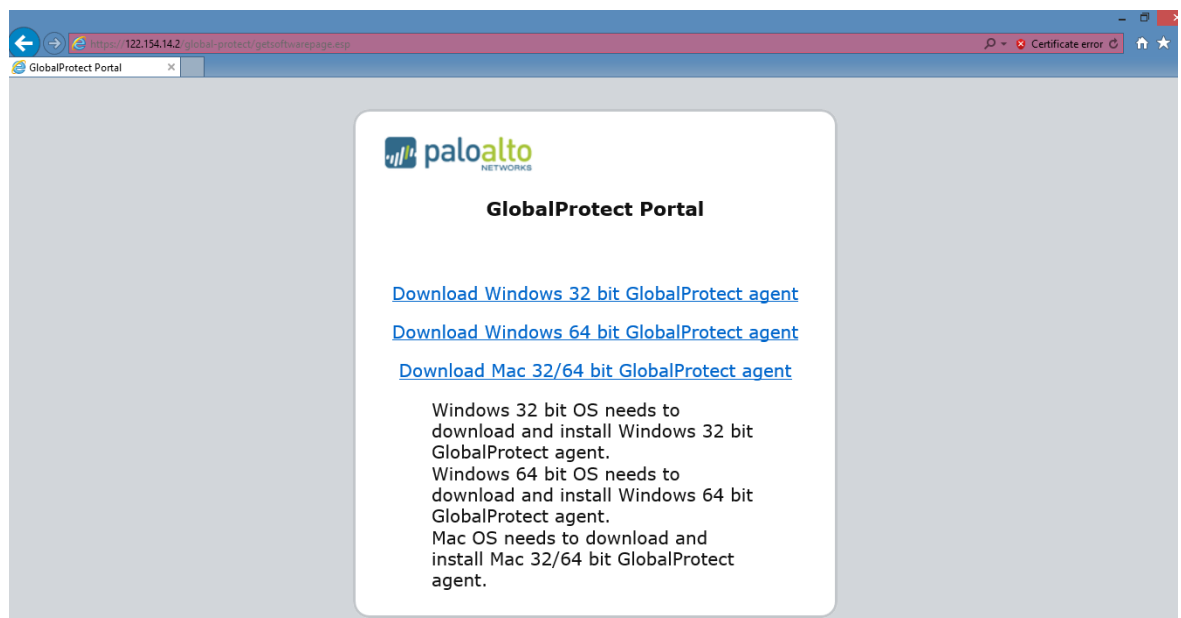 https://122.154.14.2/global-protect/getsoftwarepage.esp
Certificate error
GlobalProtect Portal
paloalto
NETWORKS
GlobalProtect Portal
Download Windows 32 bit GlobalProtect agent
Download Windows 64 bit GlobalProtect agent
Download Mac 32/64 bit GlobalProtect agent
Windows 32 bit OS needs to
download and install Windows 32 bit
GlobalProtect agent.
Windows 64 bit OS needs to
download and install Windows 64 bit
GlobalProtect agent.
Mac OS needs to download and
install Mac 32/64 bit GlobalProtect
agent.